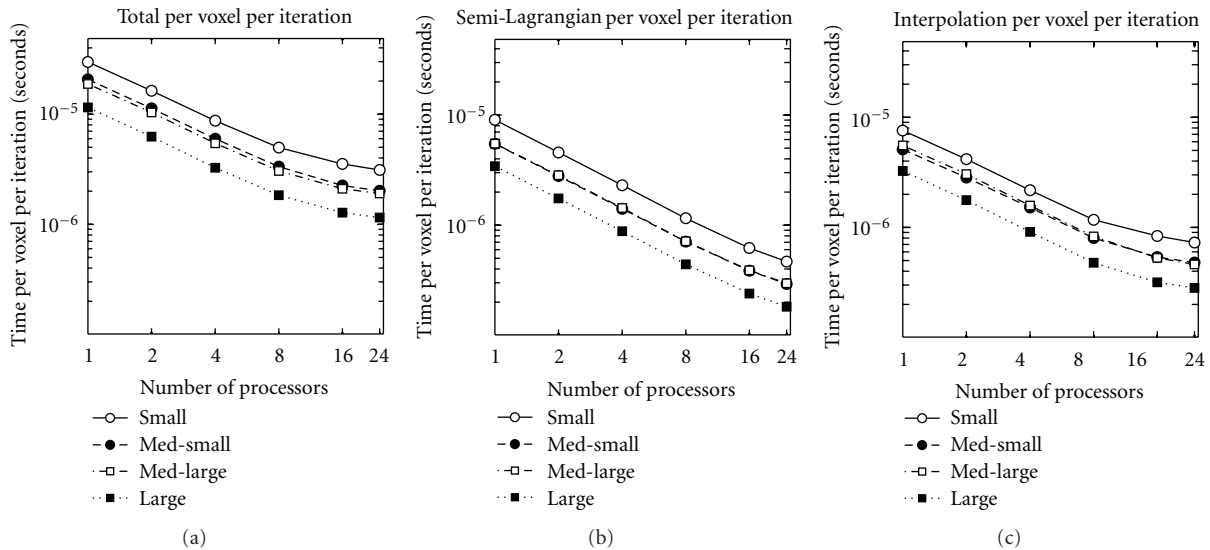 Total per voxel per iteration
Time per voxel per iteration (seconds)
10−5
10−6
1 2 4 8 16 24
Number of processors
Small
Med-small
Med-large
Large
(a)
Semi-Lagrangian per voxel per iteration
Time per voxel per iteration (seconds)
10−5
10−6
1 2 4 8 16 24
Number of processors
Small
Med-small
Med-large
Large
(b)
Interpolation per voxel per iteration
Time per voxel per iteration (seconds)
10−5
10−6
1 2 4 8 16 24
Number of processors
Small
Med-small
Med-large
Large
(c)